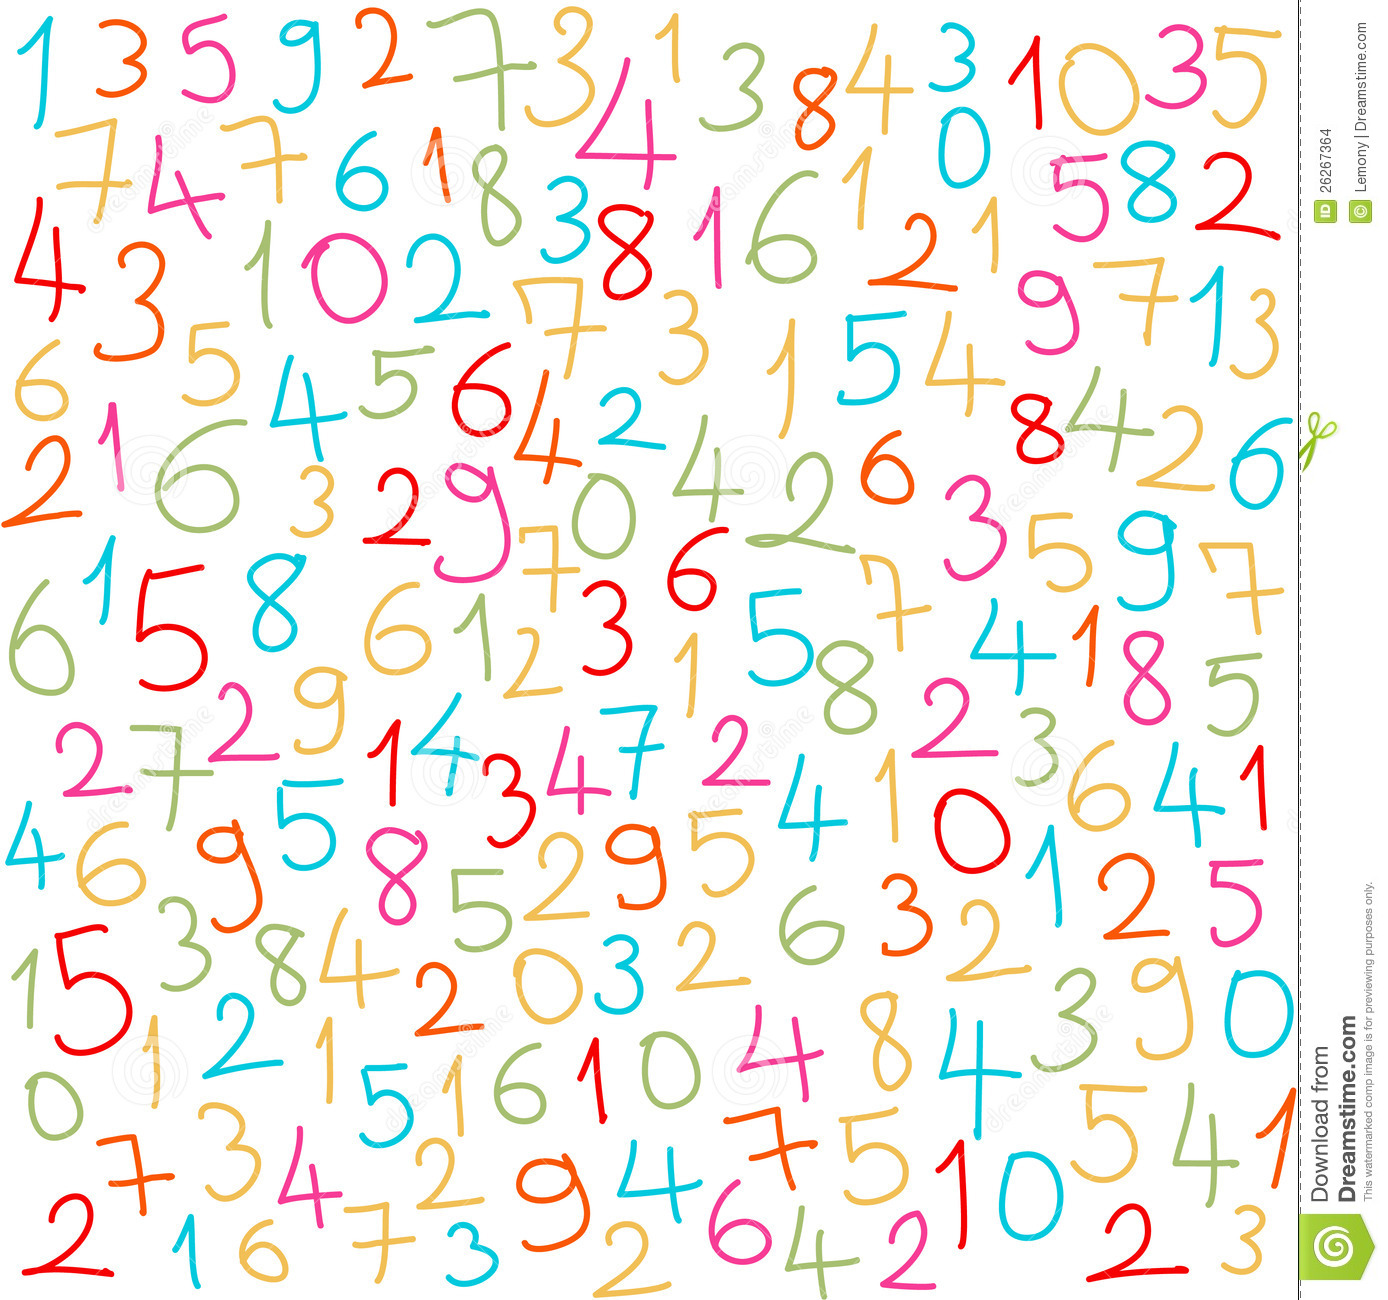 1 3 5 9 2 7 3 1 3 8 4 3 1 0 3 5
7 4 7 6 1 8 4 1 0 5 8 2
4 3 1 0 2 3 8 1 6 2 1 9 7 1 3
6 5 4 5 6 7 3 1 5 4 8 4 2 6
2 1 6 3 2 9 4 2 0 4 2 6 3 5 9 7
6 1 5 8 6 1 2 7 3 6 1 5 8 7 4 1 8 5
2 7 2 9 1 4 3 4 7 2 4 1 2 3 6 4 1
4 6 9 5 8 5 2 9 5 6 3 0 1 2 5
1 5 3 8 4 2 0 3 2 2 3 9 0
0 1 2 1 5 1 6 1 0 4 8 4 5 4 1
7 3 4 2 9 4 7 5 1 0
2 1 6 7 3 2 6 4 2 2 3
ID 26267364
© Lemony | Dreamstime.com
Download from
Dreamstime.com
This watermarked comp image is for previewing purposes only.